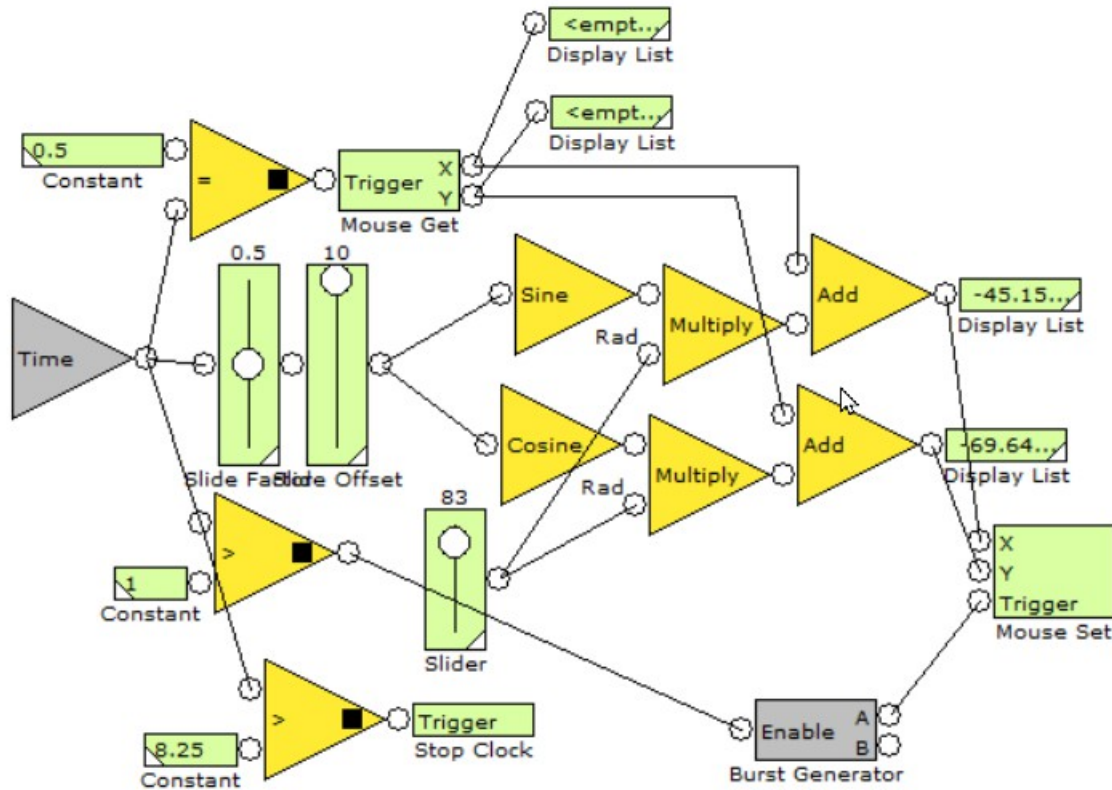 <empt...
Display List
<empt...
Display List
0.5
Constant
=
Trigger
X
Y
Mouse Get
0.5
10
Time
Slide Factor
Slide Offset
Sine
Rad
Multiply
Add
-45.15...
Display List
Cosine
Rad
Multiply
Add
-69.64...
Display List
83
Slider
>
1
Constant
X
Y
Trigger
Mouse Set
>
8.25
Constant
Trigger
Stop Clock
Enable
A
B
Burst Generator